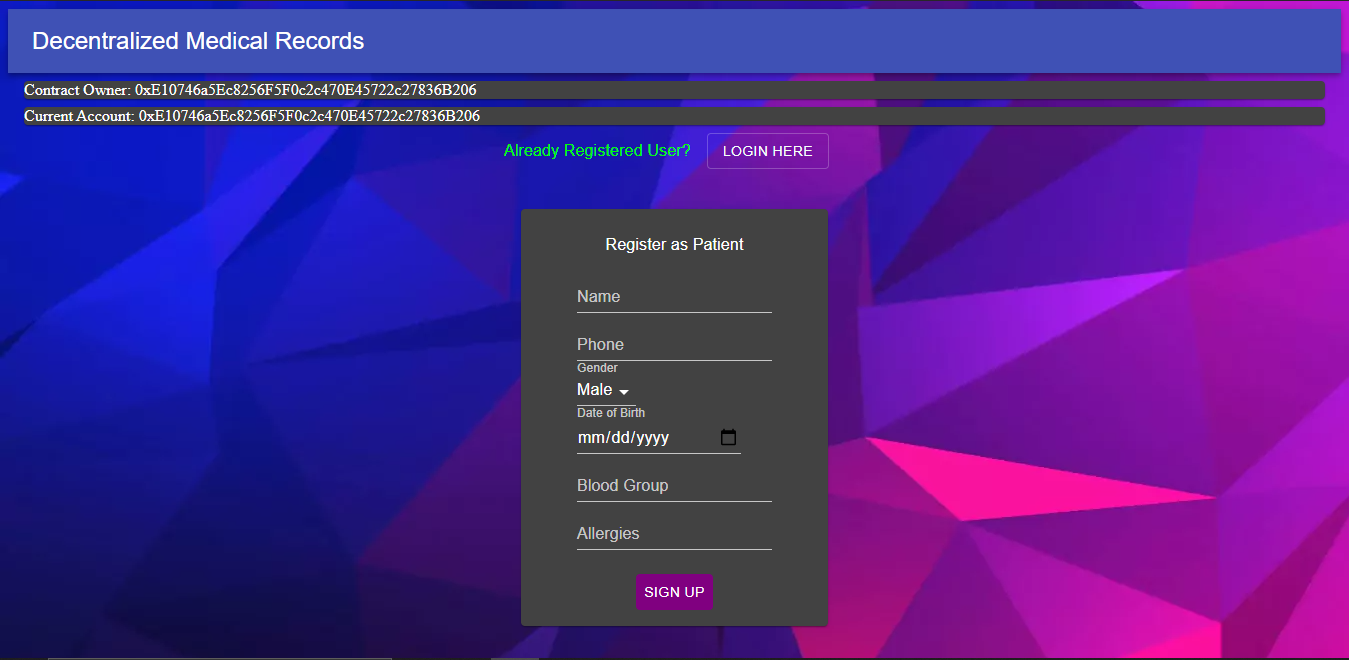 Decentralized Medical Records
Contract Owner: 0xE10746a5Ec8256F5F0c2c470E45722c27836B206
Current Account: 0xE10746a5Ec8256F5F0c2c470E45722c27836B206
Already Registered User? LOGIN HERE
Register as Patient
Name
Phone
Gender
Male
Date of Birth
mm/dd/yyyy
Blood Group
Allergies
SIGN UP